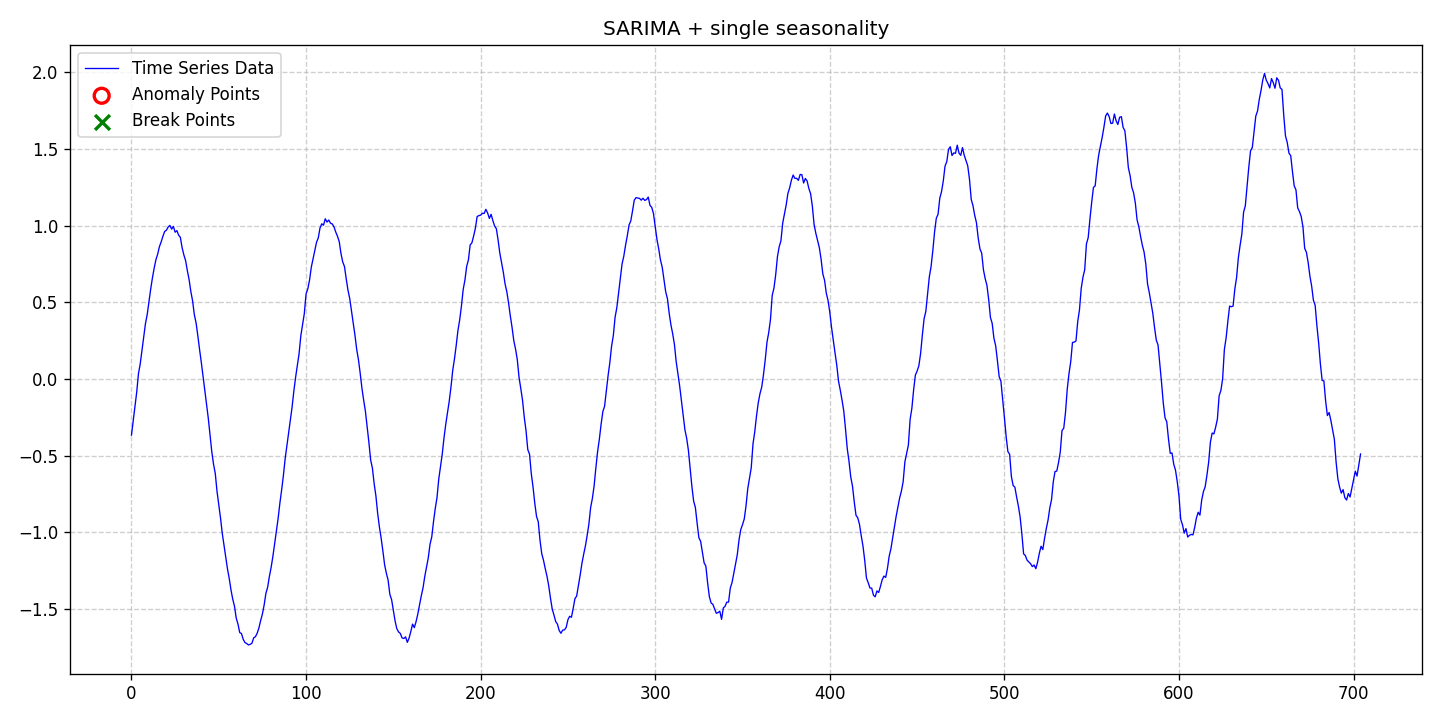 SARIMA + single seasonality
Time Series Data
Anomaly Points
Break Points
2.0
1.5
1.0
0.5
0.0
−0.5
−1.0
−1.5
0 100 200 300 400 500 600 700